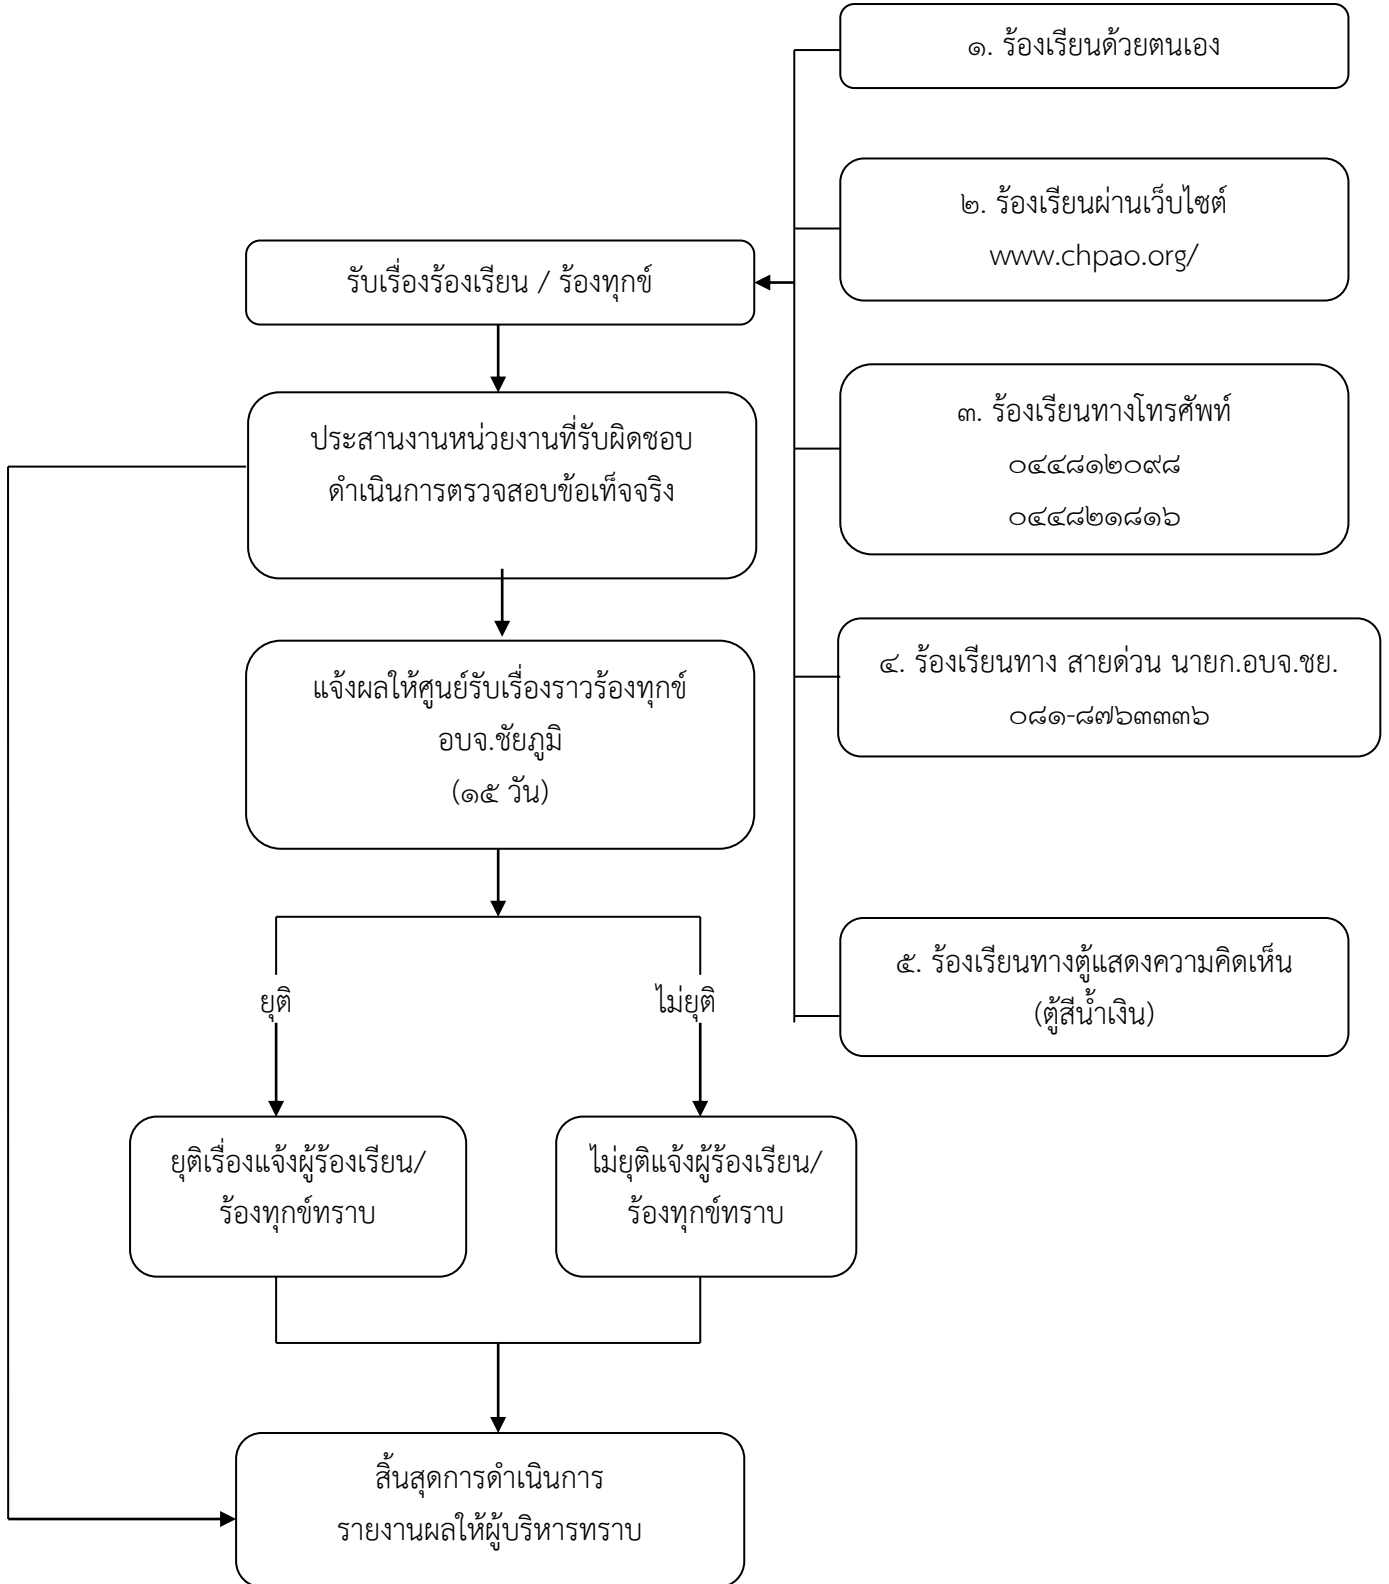 ๑. ร้องเรียนด้วยตนเอง
๒. ร้องเรียนผ่านเว็บไซต์
www.chpao.org/
รับเรื่องร้องเรียน / ร้องทุกข์
๓. ร้องเรียนทางโทรศัพท์
๐๔๔๘๑๒๐๙๘
๐๔๔๘๒๑๘๑๖
ประสานงานหน่วยงานที่รับผิดชอบ
ดำเนินการตรวจสอบข้อเท็จจริง
๔. ร้องเรียนทาง สายด่วน นายก.อบจ.ชย.
๐๘๑-๘๗๖๓๓๓๖
แจ้งผลให้ศูนย์รับเรื่องราวร้องทุกข์
อบจ.ชัยภูมิ
(๑๕ วัน)
๕. ร้องเรียนทางตู้แสดงความคิดเห็น
(ตู้สีน้ำเงิน)
ยุติ
ไม่ยุติ
ยุติเรื่องแจ้งผู้ร้องเรียน/
ร้องทุกข์ทราบ
ไม่ยุติแจ้งผู้ร้องเรียน/
ร้องทุกข์ทราบ
สิ้นสุดการดำเนินการ
รายงานผลให้ผู้บริหารทราบ